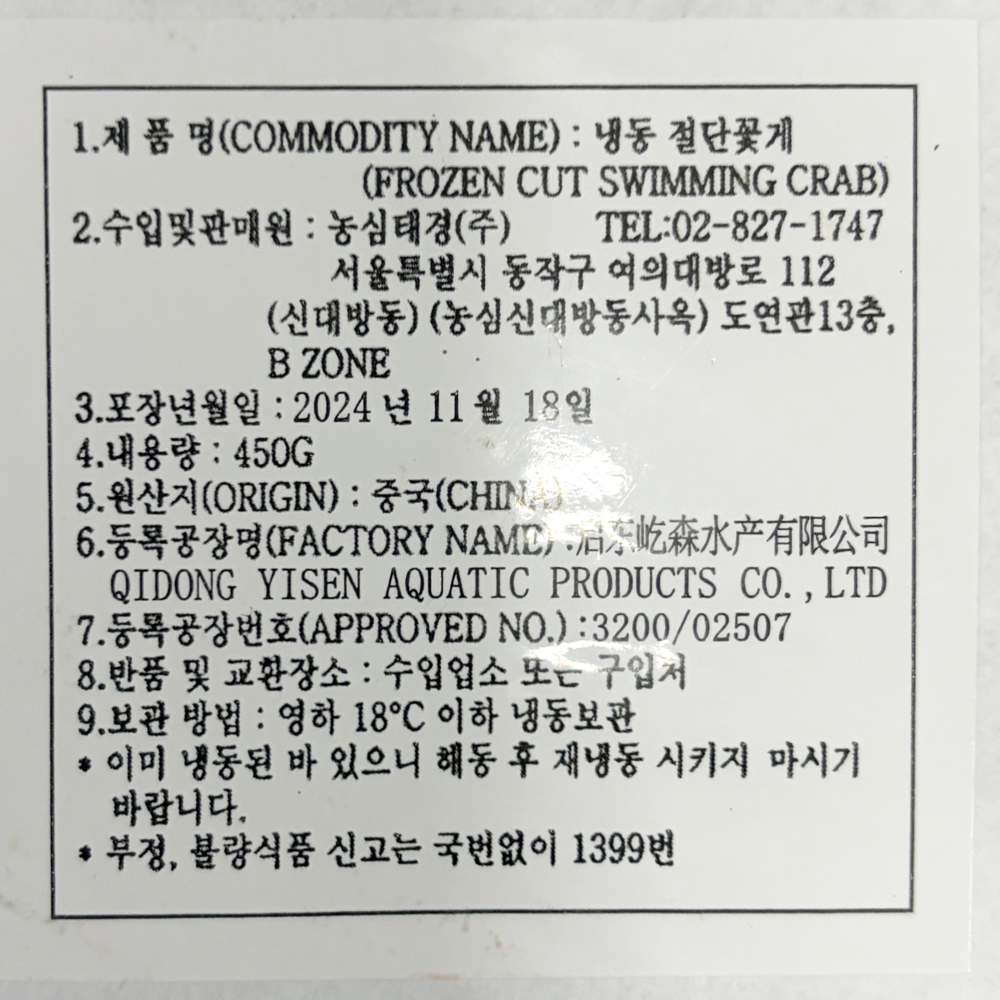 1.제 품 명(COMMODITY NAME) : 냉동 절단꽃게
(FROZEN CUT SWIMMING CRAB)
2.수입및판매원 : 농심태경(주) TEL:02-827-1747
서울특별시 동작구 여의대방로 112
(신대방동) (농심신대방동사옥) 도연관13층,
B ZONE
3.포장년월일 : 2024 년 11 월 18일
4.내용량 : 450G
5.원산지(ORIGIN) : 중국(CHINA)
6.등록공장명(FACTORY NAME) :启东屹森水产有限公司
QIDONG YISEN AQUATIC PRODUCTS CO.,LTD
7.등록공장번호(APPROVED NO.) :3200/02507
8.반품 및 교환장소 : 수입업소 또는 구입처
9.보관 방법 : 영하 18°C 이하 냉동보관
* 이미 냉동된 바 있으니 해동 후 재냉동 시키지 마시기
바랍니다.
* 부정, 불량식품 신고는 국번없이 1399번